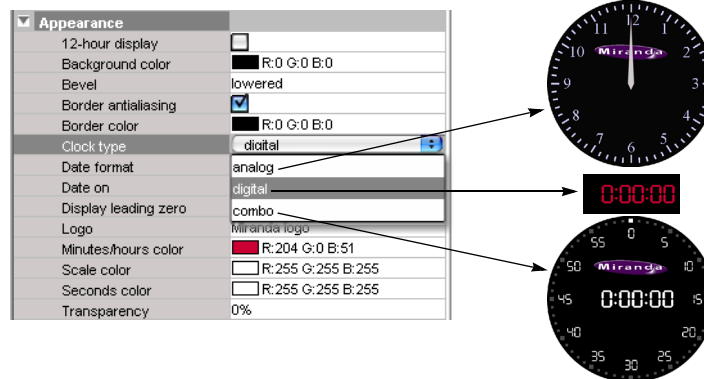 Appearance
12-hour display
Background color R:0 G:0 B:0
Bevel lowered
Border antialiasing
Border color R:0 G:0 B:0
Clock type digital
Date format analog
Date on digital
Display leading zero combo
Logo Miranda logo
Minutes/hours color R:204 G:0 B:51
Scale color R:255 G:255 B:255
Seconds color R:255 G:255 B:255
Transparency 0%
12
11 1
10 Miranda 2
9 3
8 4
7 6 5
0:00:00
55 0 5
50 Miranda 10
45 0:00:00 15
40 20
35 30 25